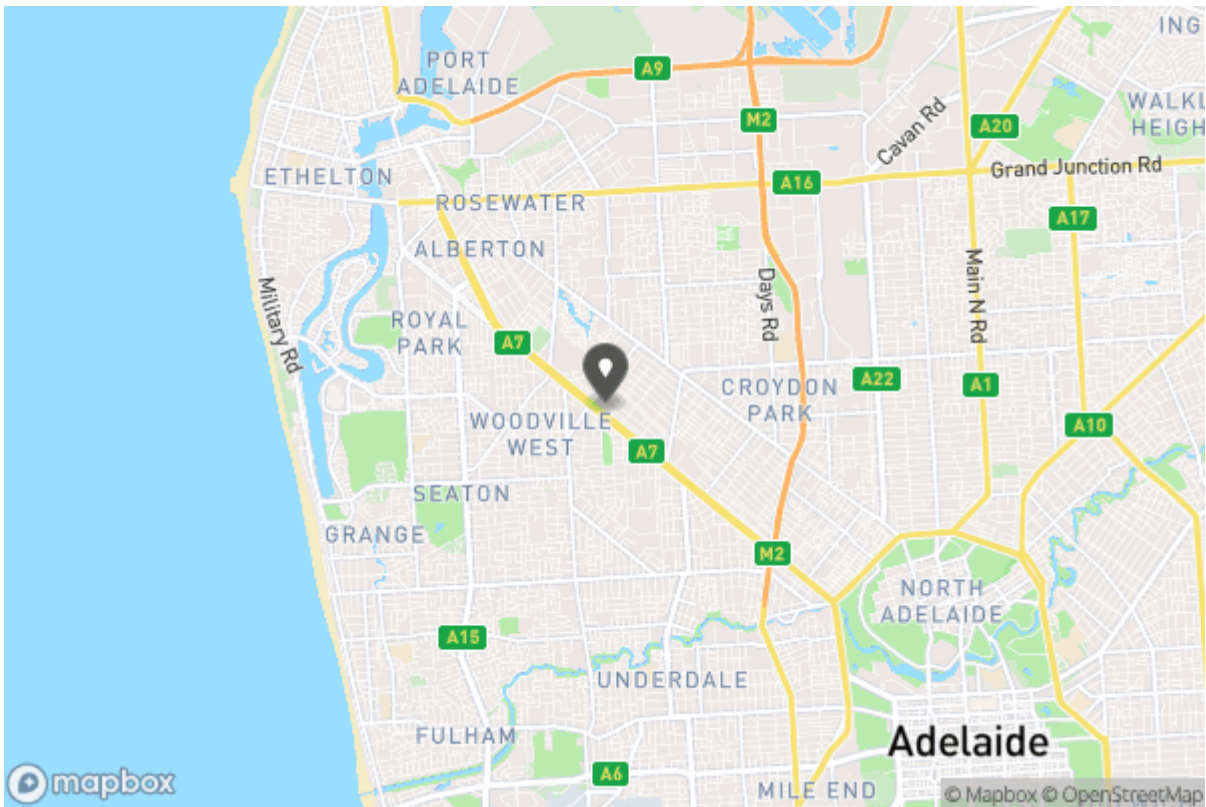 ING
PORT
ADELAIDE
A9
M2
A20
WALKL
HEIGH
Cavan Rd
Grand Junction Rd
ETHELTON
A16
ROSEWATER
A17
ALBERTON
Military Rd
Days Rd
Main N Rd
ROYAL
PARK
A7
CROYDON
PARK
A22
A1
WOODVILLE
WEST
A7
A10
SEATON
GRANGE
M2
NORTH
ADELAIDE
A15
UNDERDALE
FULHAM
Adelaide
A6
MILE END
mapbox
© Mapbox © OpenStreetMap